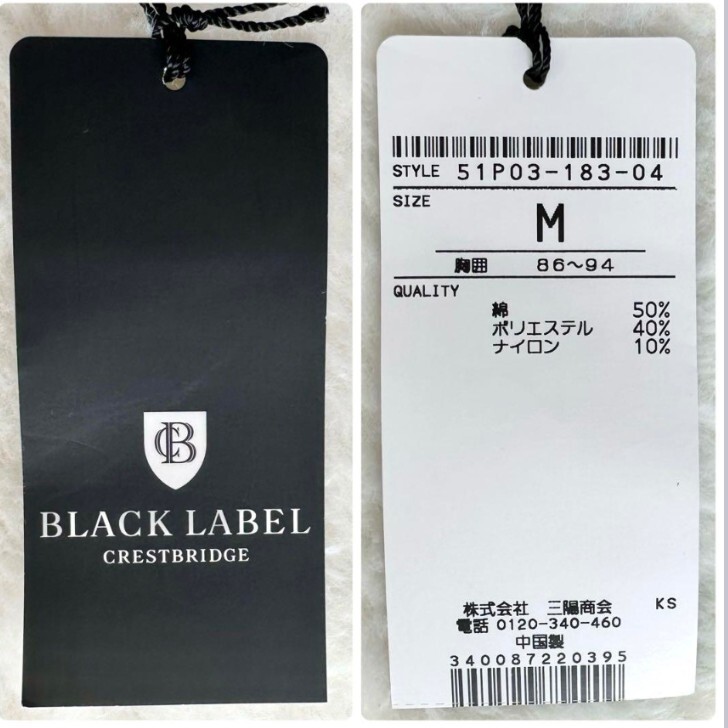 CB
BLACK LABEL
CRESTBRIDGE
STYLE 51P03-183-04
SIZE
M
胸囲 86～94
QUALITY
綿 50%
ポリエステル 40%
ナイロン 10%
株式会社 三陽商会 KS
電話 0120-340-460
中国製
340087220395